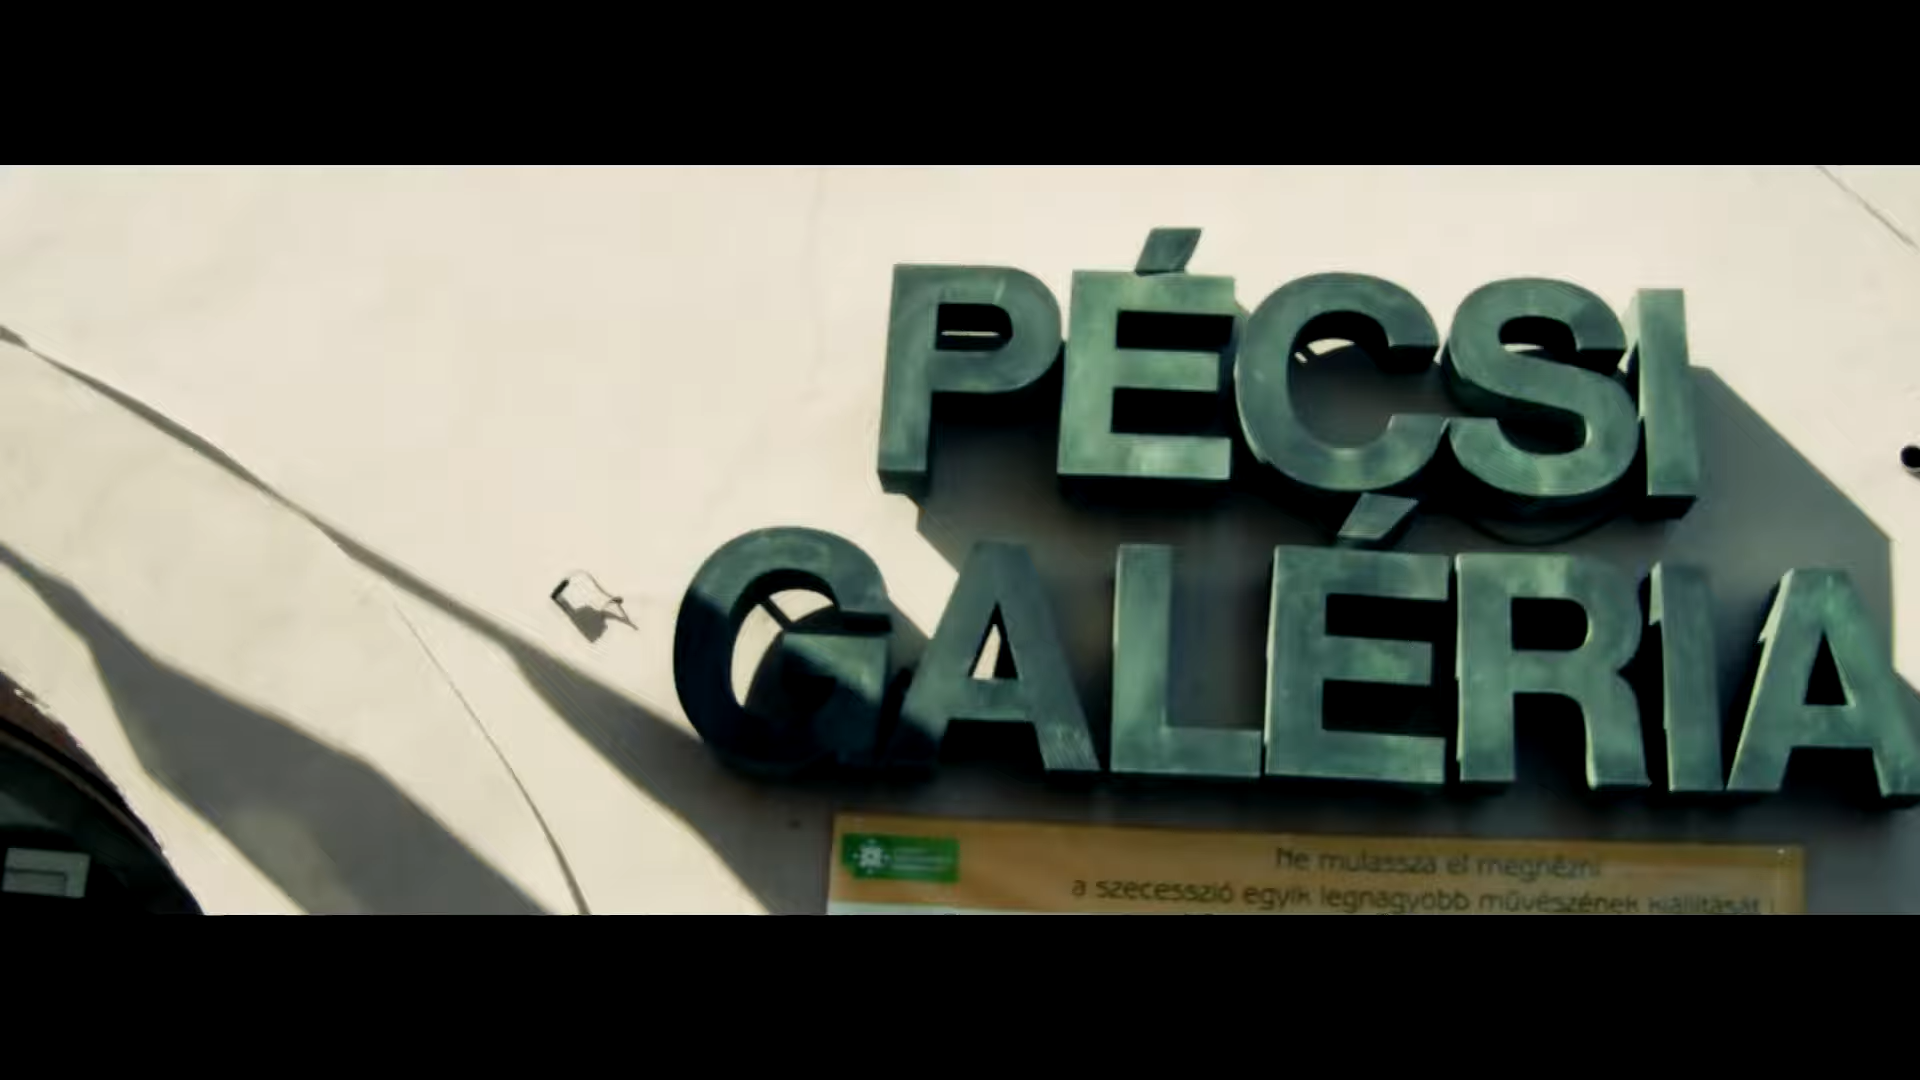 PÉCSI
GALÉRIA
Ne mulassza el megnézni
a szecesszió egyik legnagyobb művészének kiállítását